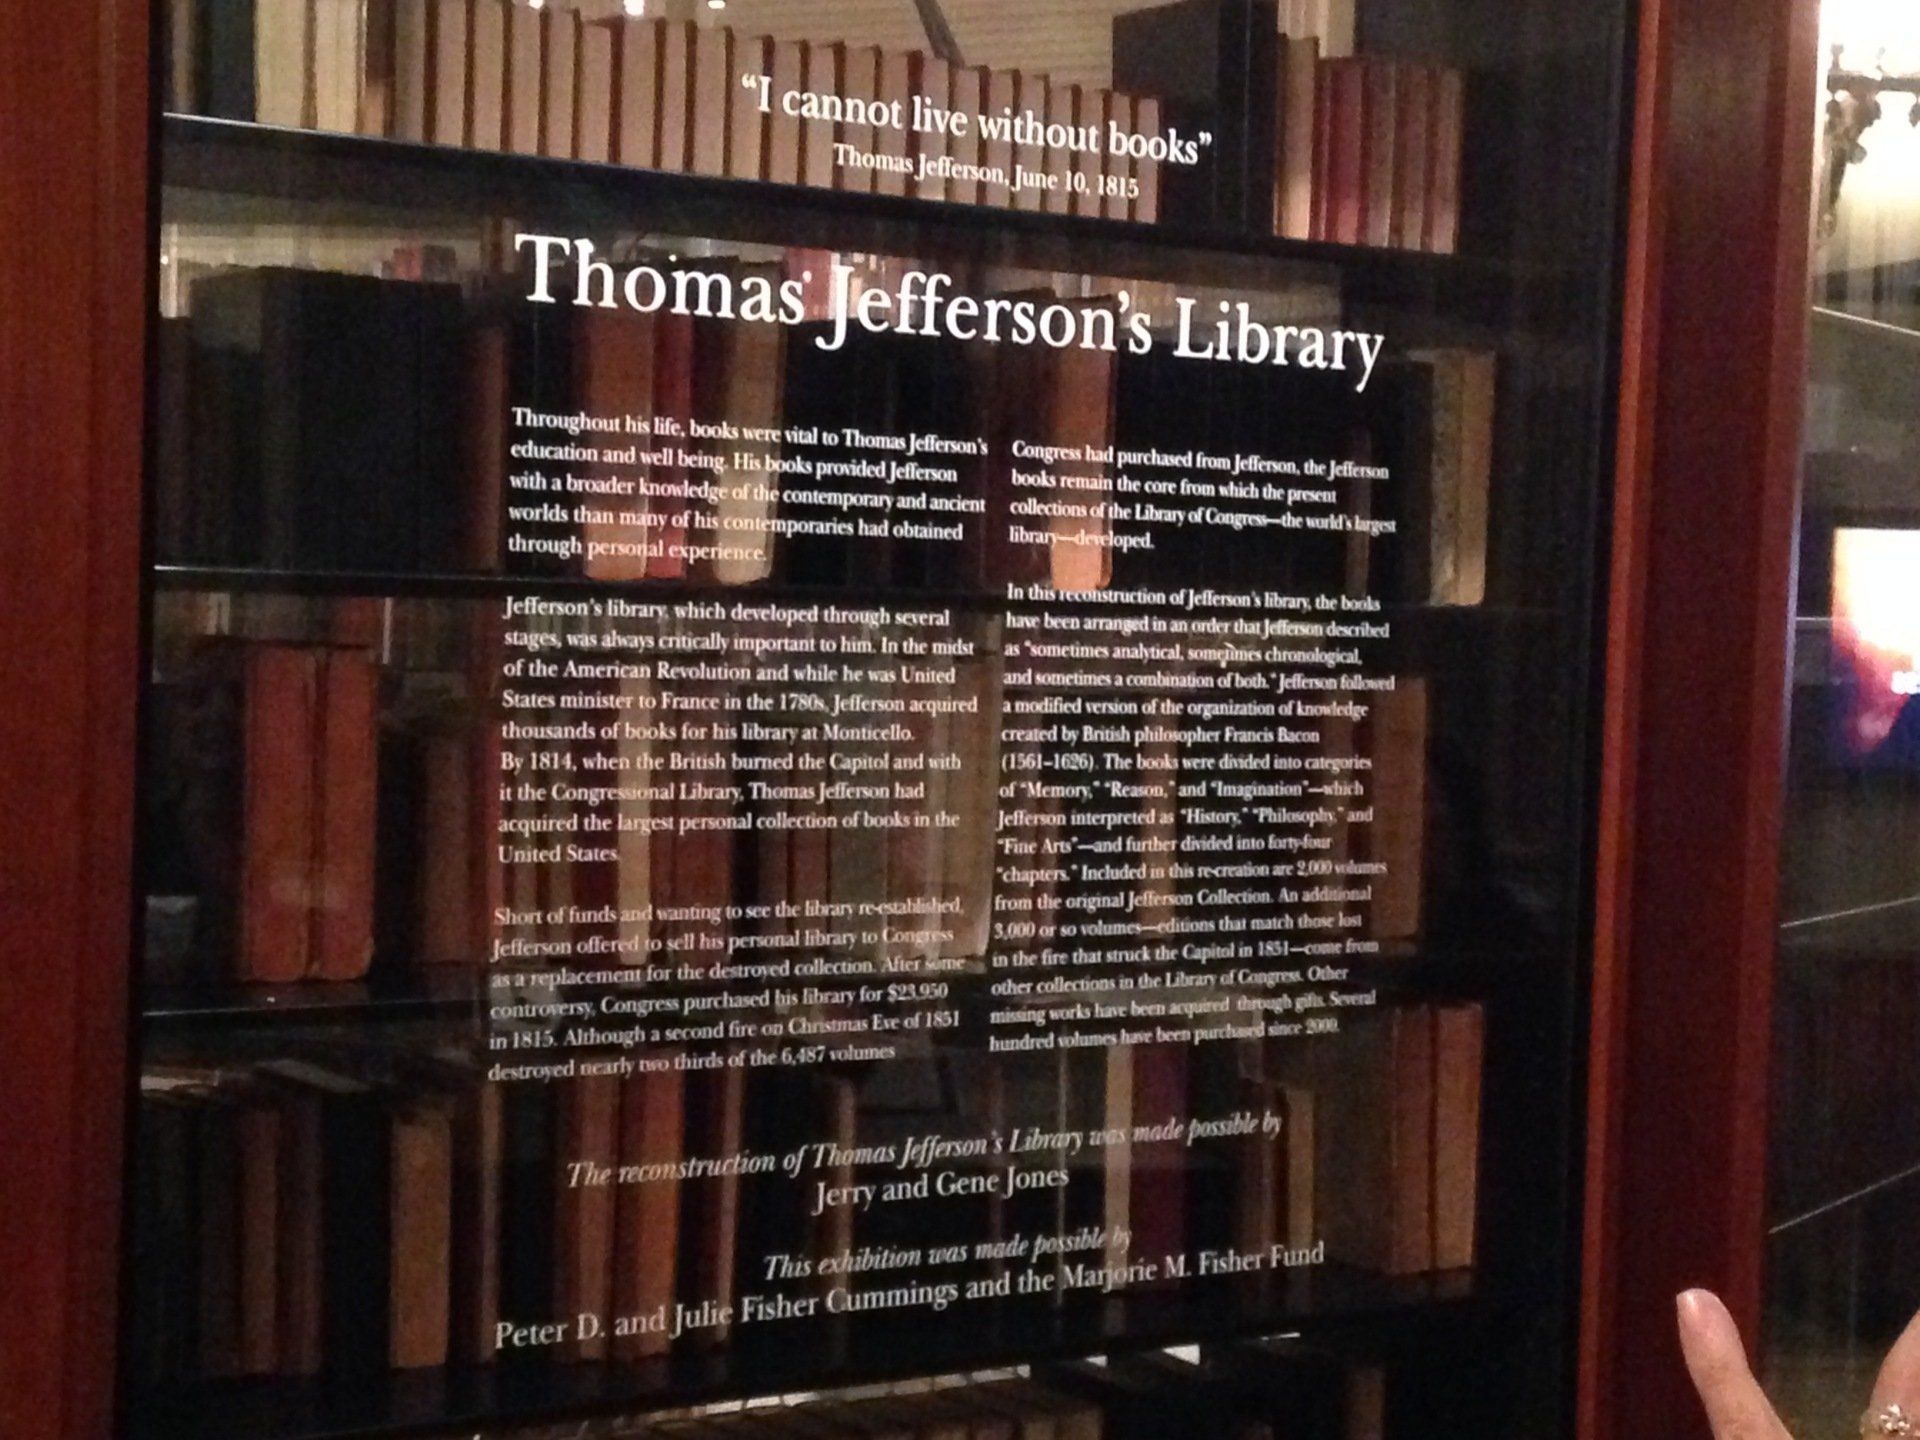 “I cannot live without books”
Thomas Jefferson, June 10, 1815
Thomas Jefferson’s Library
Throughout his life, books were vital to Thomas Jefferson’s
education and well being. His books provided Jefferson
with a broader knowledge of the contemporary and ancient
worlds than many of his contemporaries had obtained
through personal experience.
Jefferson’s library, which developed through several
stages, was always critically important to him. In the midst
of the American Revolution and while he was United
States minister to France in the 1780s, Jefferson acquired
thousands of books for his library at Monticello.
By 1814, when the British burned the Capitol and with
it the Congressional Library, Thomas Jefferson had
acquired the largest personal collection of books in the
United States.
Short of funds and wanting to see the library re-established,
Jefferson offered to sell his personal library to Congress
as a replacement for the destroyed collection. After some
controversy, Congress purchased his library for $23,950
in 1815. Although a second fire on Christmas Eve of 1851
destroyed nearly two thirds of the 6,487 volumes
Congress had purchased from Jefferson, the Jefferson
books remain the core from which the present
collections of the Library of Congress—the world’s largest
library—developed.
In this reconstruction of Jefferson’s library, the books
have been arranged in an order that Jefferson described
as “sometimes analytical, sometimes chronological,
and sometimes a combination of both.” Jefferson followed
a modified version of the organization of knowledge
created by British philosopher Francis Bacon
(1561–1626). The books were divided into categories
of “Memory,” “Reason,” and “Imagination”—which
Jefferson interpreted as “History,” “Philosophy,” and
“Fine Arts”—and further divided into forty-four
“chapters.” Included in this re-creation are 2,000 volumes
from the original Jefferson Collection. An additional
3,000 or so volumes—editions that match those lost
in the fire that struck the Capitol in 1851—come from
other collections in the Library of Congress. Other
missing works have been acquired through gifts. Several
hundred volumes have been purchased since 2000.
The reconstruction of Thomas Jefferson’s Library was made possible by
Jerry and Gene Jones
This exhibition was made possible by
Peter D. and Julie Fisher Cummings and the Marjorie M. Fisher Fund